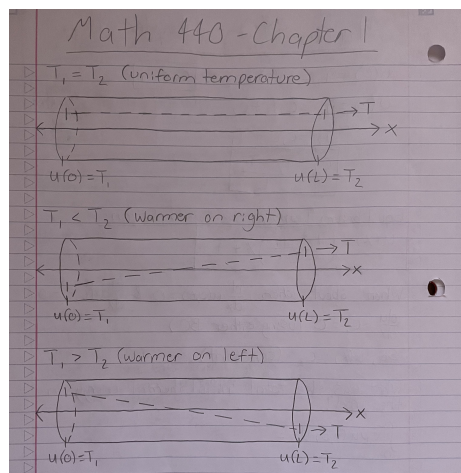 Math 440 - Chapter 1
T₁ = T₂ (uniform temperature)
T
x
u(0) = T₁ u(L) = T₂
T₁ < T₂ (warmer on right)
T
x
u(0) = T₁ u(L) = T₂
T₁ > T₂ (warmer on left)
x
T
u(0) = T₁ u(L) = T₂